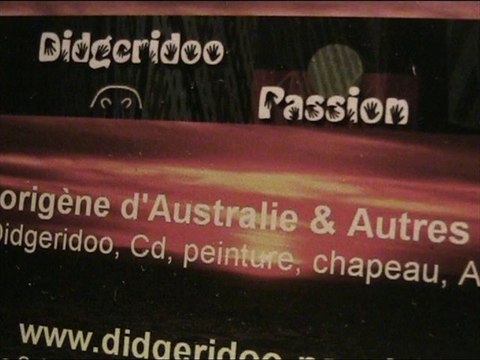 Didgeridoo
Passion
origène d'Australie & Autres
Didgeridoo, Cd, peinture, chapeau, A
www.didgeridoo